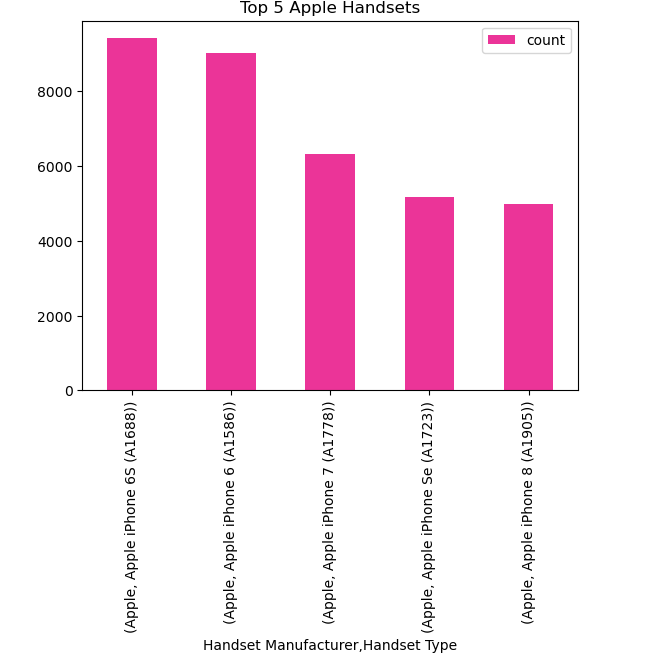 Top 5 Apple Handsets
count
8000
6000
4000
2000
0
(Apple, Apple iPhone 6S (A1688))
(Apple, Apple iPhone 6 (A1586))
(Apple, Apple iPhone 7 (A1778))
(Apple, Apple iPhone Se (A1723))
(Apple, Apple iPhone 8 (A1905))
Handset Manufacturer,Handset Type